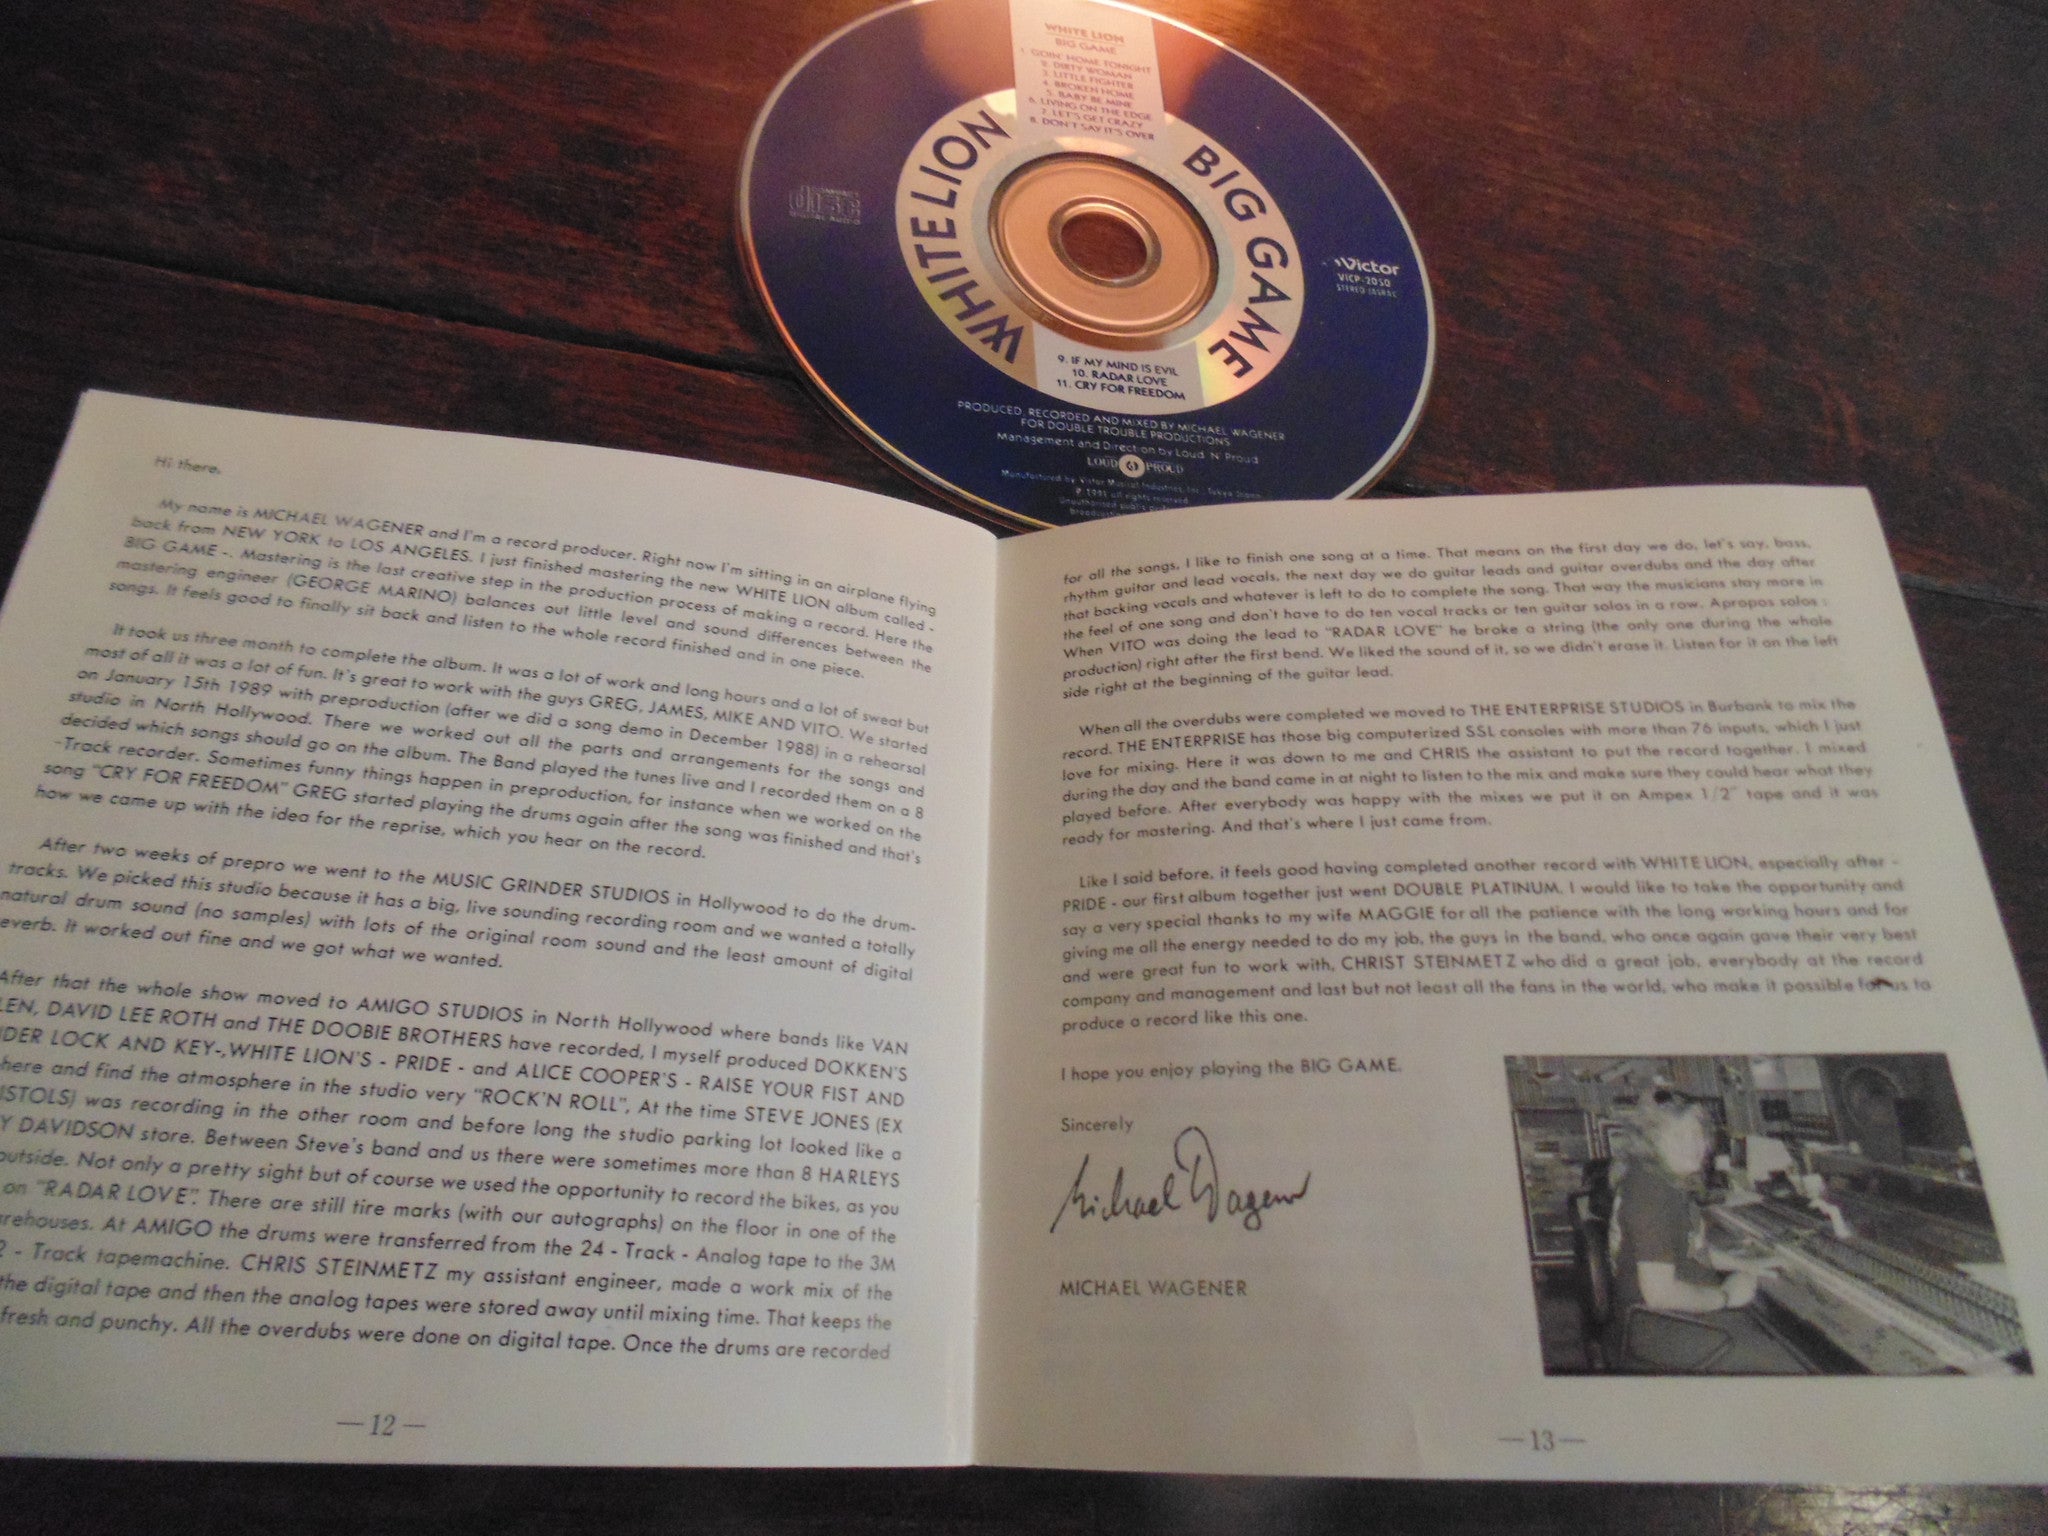 WHITE LION
BIG GAME
1. GOIN' HOME TONIGHT
2. DIRTY WOMAN
3. LITTLE FIGHTER
4. BROKEN HOME
5. BABY BE MINE
6. LIVING ON THE EDGE
7. LET'S GET CRAZY
8. DON'T SAY IT'S OVER
WHITE LION
BIG GAME
COMPACT
disc
DIGITAL AUDIO
Victor
VICP-2050
STEREO JASRAC
9. IF MY MIND IS EVIL
10. RADAR LOVE
11. CRY FOR FREEDOM
PRODUCED, RECORDED AND MIXED BY MICHAEL WAGENER
FOR DOUBLE TROUBLE PRODUCTIONS
Management and Direction by Loud 'N' Proud
LOUD & PROUD
Manufactured by Victor Musical Industries, Inc. Tokyo Japan
1991 all rights reserved
Unauthorised public
broadcasting
Hi there,
My name is MICHAEL WAGENER and I'm a record producer. Right now I'm sitting in an airplane flying
back from NEW YORK to LOS ANGELES. I just finished mastering the new WHITE LION album called -
BIG GAME -. Mastering is the last creative step in the production process of making a record. Here the
mastering engineer (GEORGE MARINO) balances out little level and sound differences between the
songs. It feels good to finally sit back and listen to the whole record finished and in one piece.
It took us three month to complete the album. It was a lot of work and long hours and a lot of sweat but
most of all it was a lot of fun. It's great to work with the guys GREG, JAMES, MIKE AND VITO. We started
on January 15th 1989 with preproduction (after we did a song demo in December 1988) in a rehearsal
studio in North Hollywood. There we worked out all the parts and arrangements for the songs and
decided which songs should go on the album. The Band played the tunes live and I recorded them on a 8
-Track recorder. Sometimes funny things happen in preproduction, for instance when we worked on the
song "CRY FOR FREEDOM" GREG started playing the drums again after the song was finished and that's
how we came up with the idea for the reprise, which you hear on the record.
After two weeks of prepro we went to the MUSIC GRINDER STUDIOS in Hollywood to do the drum-
tracks. We picked this studio because it has a big, live sounding recording room and we wanted a totally
natural drum sound (no samples) with lots of the original room sound and the least amount of digital
everb. It worked out fine and we got what we wanted.
After that the whole show moved to AMIGO STUDIOS in North Hollywood where bands like VAN
LEN, DAVID LEE ROTH and THE DOOBIE BROTHERS have recorded, I myself produced DOKKEN'S
DER LOCK AND KEY-,WHITE LION'S - PRIDE - and ALICE COOPER'S - RAISE YOUR FIST AND
here and find the atmosphere in the studio very "ROCK'N ROLL". At the time STEVE JONES (EX
ISTOLS) was recording in the other room and before long the studio parking lot looked like a
Y DAVIDSON store. Between Steve's band and us there were sometimes more than 8 HARLEYS
outside. Not only a pretty sight but of course we used the opportunity to record the bikes, as you
on "RADAR LOVE". There are still tire marks (with our autographs) on the floor in one of the
rehouses. At AMIGO the drums were transferred from the 24 - Track - Analog tape to the 3M
2 - Track tapemachine. CHRIS STEINMETZ my assistant engineer, made a work mix of the
the digital tape and then the analog tapes were stored away until mixing time. That keeps the
fresh and punchy. All the overdubs were done on digital tape. Once the drums are recorded
— 12 —
for all the songs, I like to finish one song at a time. That means on the first day we do, let's say, bass,
rhythm guitar and lead vocals, the next day we do guitar leads and guitar overdubs and the day after
that backing vocals and whatever is left to do to complete the song. That way the musicians stay more in
the feel of one song and don't have to do ten vocal tracks or ten guitar solos in a row. Apropos solos :
When VITO was doing the lead to "RADAR LOVE" he broke a string (the only one during the whole
production) right after the first bend. We liked the sound of it, so we didn't erase it. Listen for it on the left
side right at the beginning of the guitar lead.
When all the overdubs were completed we moved to THE ENTERPRISE STUDIOS in Burbank to mix the
record. THE ENTERPRISE has those big computerized SSL consoles with more than 76 inputs, which I just
love for mixing. Here it was down to me and CHRIS the assistant to put the record together. I mixed
during the day and the band came in at night to listen to the mix and make sure they could hear what they
played before. After everybody was happy with the mixes we put it on Ampex 1/2" tape and it was
ready for mastering. And that's where I just came from.
Like I said before, it feels good having completed another record with WHITE LION, especially after -
PRIDE - our first album together just went DOUBLE PLATINUM. I would like to take the opportunity and
say a very special thanks to my wife MAGGIE for all the patience with the long working hours and for
giving me all the energy needed to do my job, the guys in the band, who once again gave their very best
and were great fun to work with, CHRIST STEINMETZ who did a great job, everybody at the record
company and management and last but not least all the fans in the world, who make it possible for us to
produce a record like this one.
I hope you enjoy playing the BIG GAME.
Sincerely
Michael Wagener
MICHAEL WAGENER
— 13 —